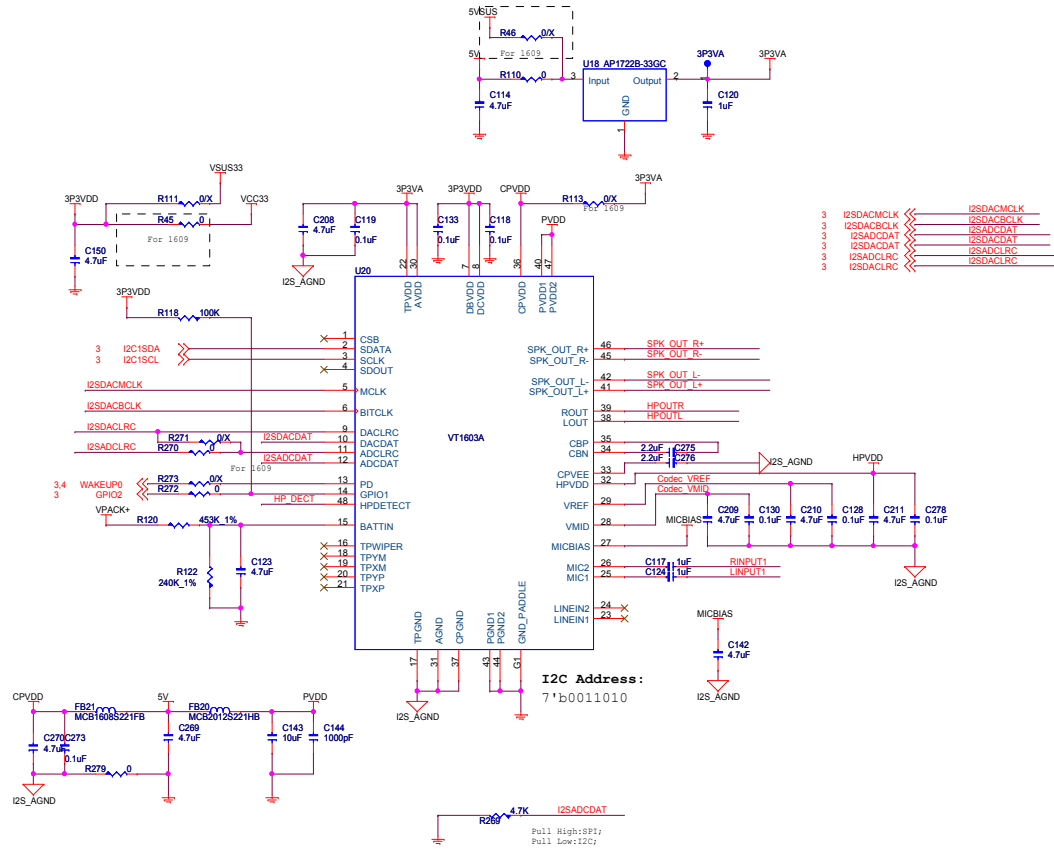 5VSUS
R46 0/X
For 1609
5V
R110 0
C114
4.7uF
U18 AP1722B-33GC
3 Input Output 2
GND
1
3P3VA
3P3VA
C120
1uF
VSUS33
3P3VDD
R111 0/X
VCC33
R45 0
For 1609
C150
4.7uF
3P3VA
3P3VDD
CPVDD
R113 0/X
For 1609
3P3VA
PVDD
C208
4.7uF
C119
0.1uF
C133
0.1uF
C118
0.1uF
I2S_AGND
3 I2SDACMCLK I2SDACMCLK
3 I2SDACBCLK I2SDACBCLK
3 I2SADCDAT I2SADCDAT
3 I2SDACDAT I2SDACDAT
3 I2SADCLRC I2SADCLRC
3 I2SDACLRC I2SDACLRC
U20
22 TPVDD
30 AVDD
7 DBVDD
8 DCVDD
36 CPVDD
40 PVDD1
47 PVDD2
3P3VDD
R118 100K
1 CSB
3 I2C1SDA 2 SDATA
3 I2C1SCL 3 SCLK
4 SDOUT
I2SDACMCLK 5 MCLK
I2SDACBCLK 6 BITCLK
I2SDACLRC 9 DACLRC
R271 0/X I2SDACDAT 10 DACDAT
I2SADCLRC R270 0 11 ADCLRC
I2SADCDAT 12 ADCDAT
For 1609
3,4 WAKEUP0 R273 0/X 13 PD
3 GPIO2 R272 0 14 GPIO1
HP_DECT 48 HPDETECT
VPACK+
R120 453K_1% 15 BATTIN
16 TPWIPER
18 TPYM
19 TPXM
20 TPYP
21 TPXP
R122
240K_1%
C123
4.7uF
VT1603A
SPK_OUT_R+ 46 SPK_OUT_R+
SPK_OUT_R- 45 SPK_OUT_R-
SPK_OUT_L- 42 SPK_OUT_L-
SPK_OUT_L+ 41 SPK_OUT_L+
ROUT 39 HPOUTR
LOUT 38 HPOUTL
CBP 35
CBN 34
2.2uF C275
2.2uF C276
I2S_AGND
CPVEE 33
HPVDD 32
HPVDD
VREF 29 Codec_VREF
VMID 28 Codec_VMID
MICBIAS 27
MICBIAS
C209
4.7uF
C130
0.1uF
C210
4.7uF
C128
0.1uF
C211
4.7uF
C278
0.1uF
I2S_AGND
MIC2 26 C117 1uF RINPUT1
MIC1 25 C124 1uF LINPUT1
LINEIN2 24
LINEIN1 23
TPGND 17
AGND 31
CPGND 37
PGND1 43
PGND2 44
GND_PADDLE G1
I2S_AGND
MICBIAS
C142
4.7uF
I2S_AGND
I2C Address:
7'b0011010
CPVDD
FB21
MCB1608S221FB
5V
FB20
MCB2012S221HB
PVDD
C270
4.7uF
C273
0.1uF
C269
4.7uF
C143
10uF
C144
1000pF
R279 0
I2S_AGND
R269 4.7K I2SADCDAT
Pull High:SPI;
Pull Low:I2C;